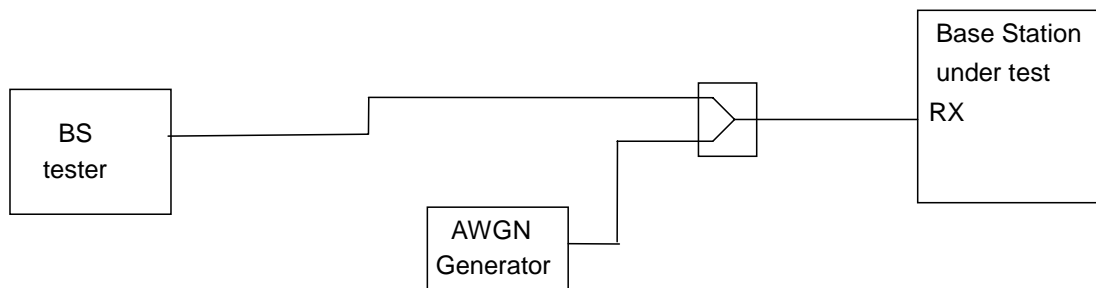 BS
tester
AWGN
Generator
Base Station
under test
RX